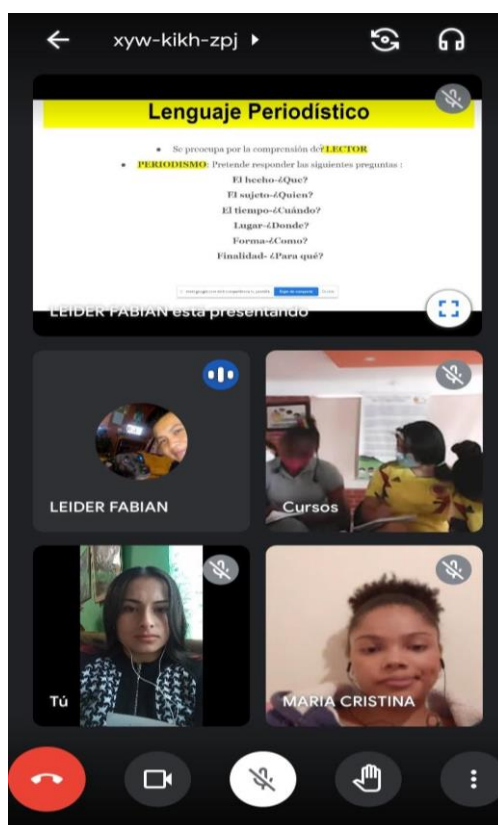 xyw-kikh-zpj
Lenguaje Periodístico
Se preocupa por la comprensión del LECTOR
PERIODISMO: Pretende responder las siguientes preguntas :
El hecho-¿Que?
El sujeto-¿Quien?
El tiempo-¿Cuándo?
Lugar-¿Donde?
Forma-¿Como?
Finalidad- ¿Para qué?
LEIDER FABIAN está presentando
LEIDER FABIAN
Cursos
Tú
MARIA CRISTINA